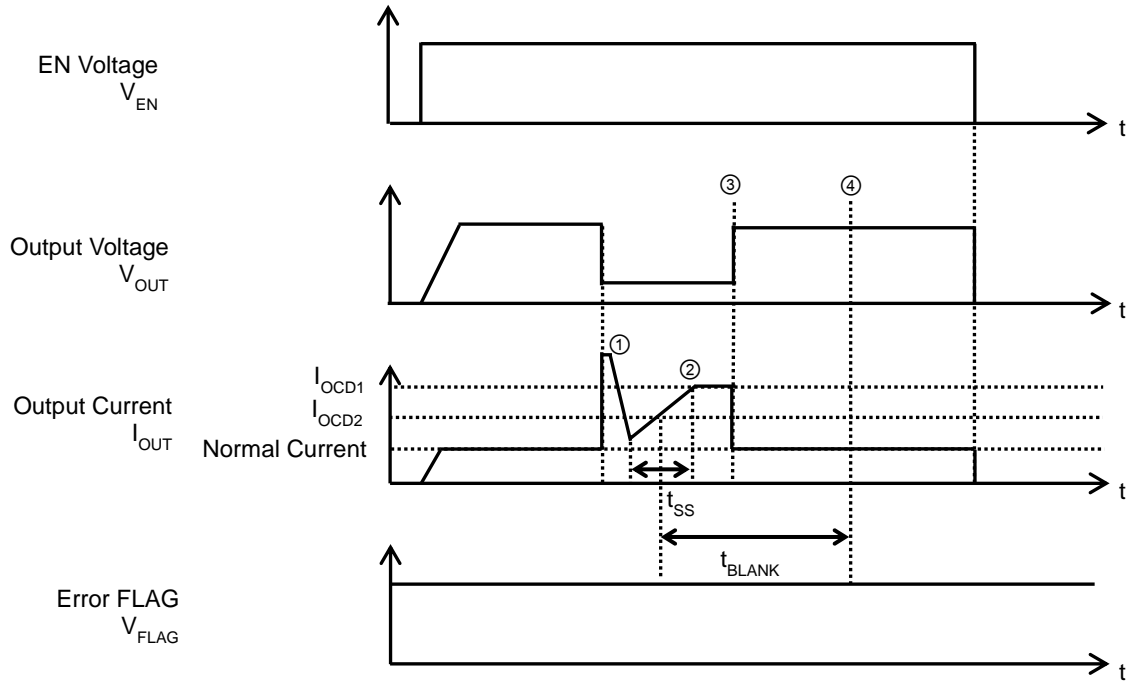 EN Voltage
V_EN
t
③
④
Output Voltage
V_OUT
t
①
②
I_OCD1
Output Current
I_OCD2
I_OUT
Normal Current
t
t_SS
t_BLANK
Error FLAG
V_FLAG
t